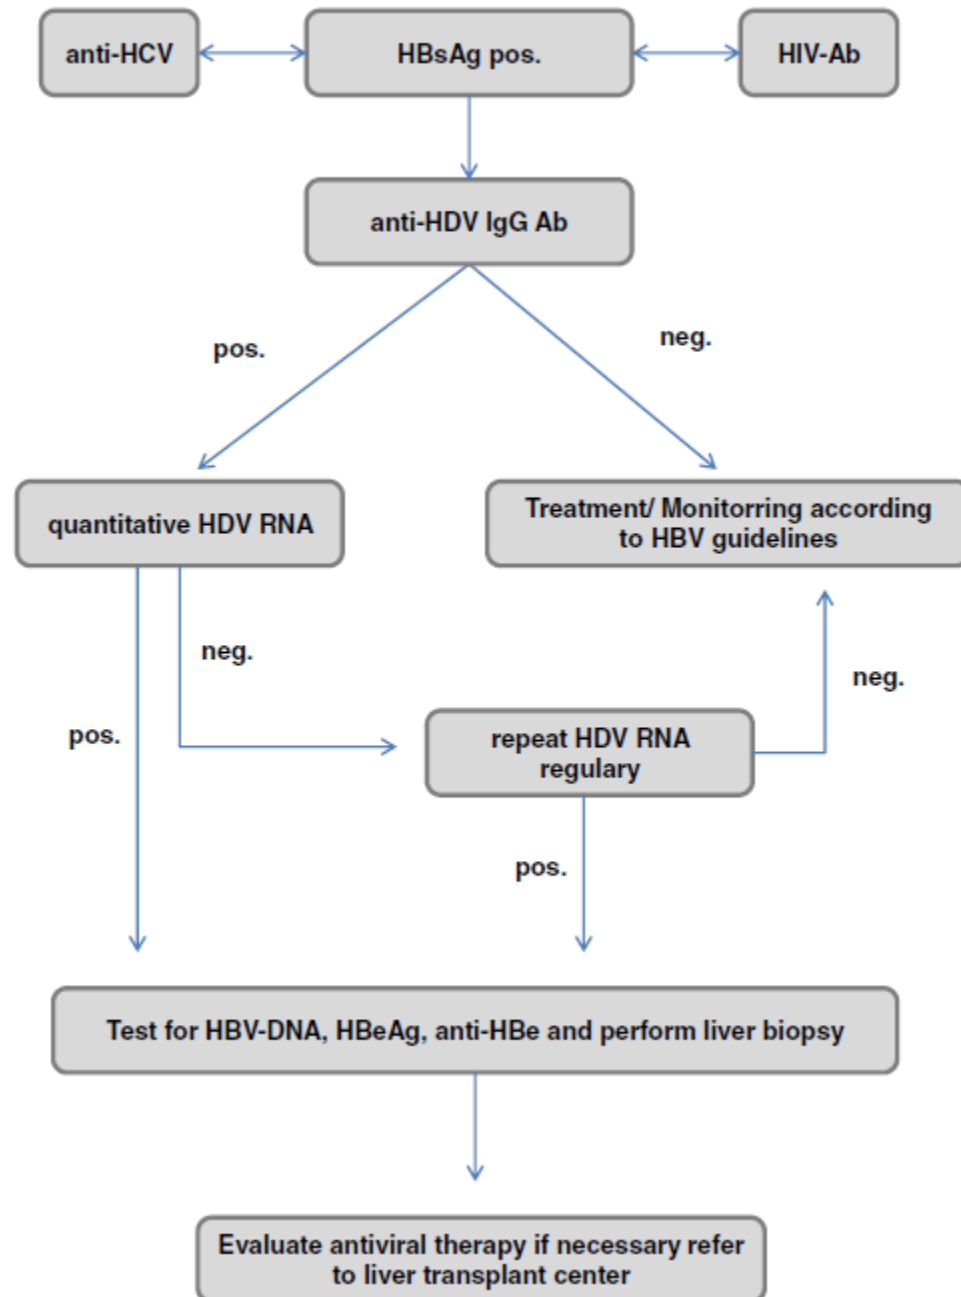 anti-HCV
HBsAg pos.
HIV-Ab
anti-HDV IgG Ab
pos.
neg.
quantitative HDV RNA
Treatment/ Monitorring according
to HBV guidelines
neg.
neg.
pos.
repeat HDV RNA
regulary
pos.
Test for HBV-DNA, HBeAg, anti-HBe and perform liver biopsy
Evaluate antiviral therapy if necessary refer
to liver transplant center